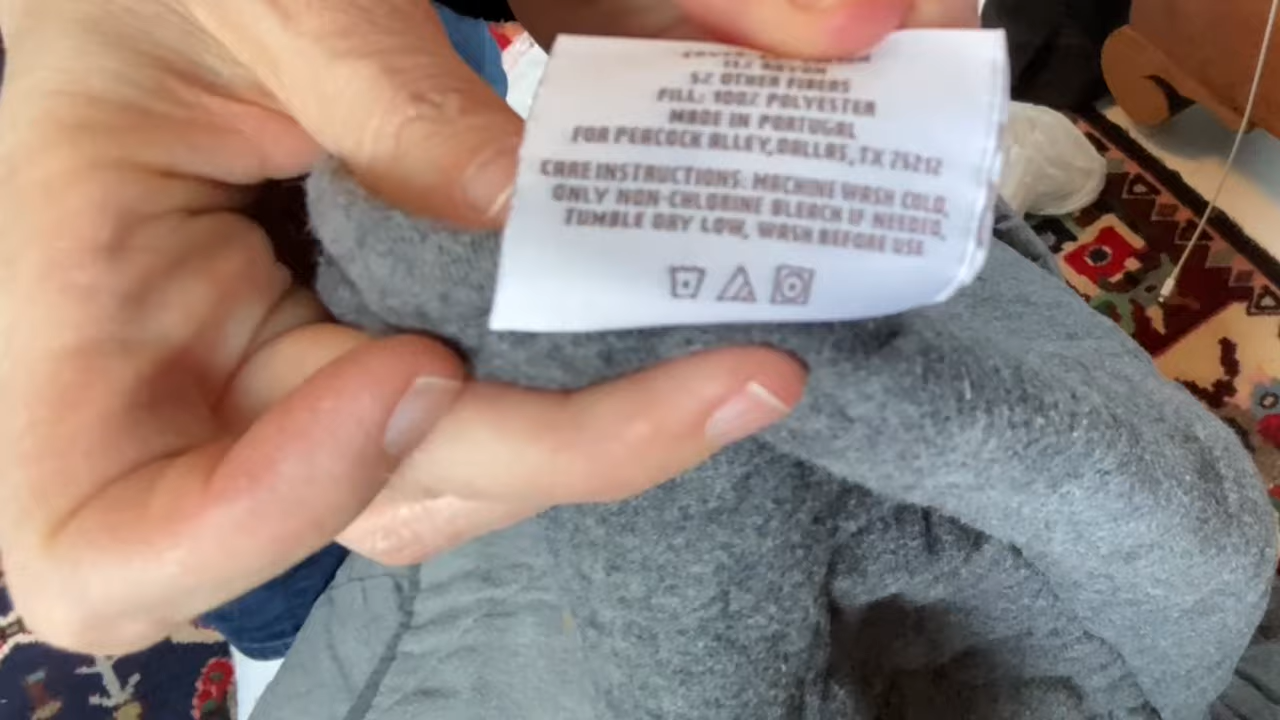 5% OTHER FIBERS
FILL: 100% POLYESTER
MADE IN PORTUGAL
FOR PEACOCK ALLEY, DALLAS, TX 75212
CARE INSTRUCTIONS: MACHINE WASH COLD,
ONLY NON-CHLORINE BLEACH IF NEEDED,
TUMBLE DRY LOW, WASH BEFORE USE